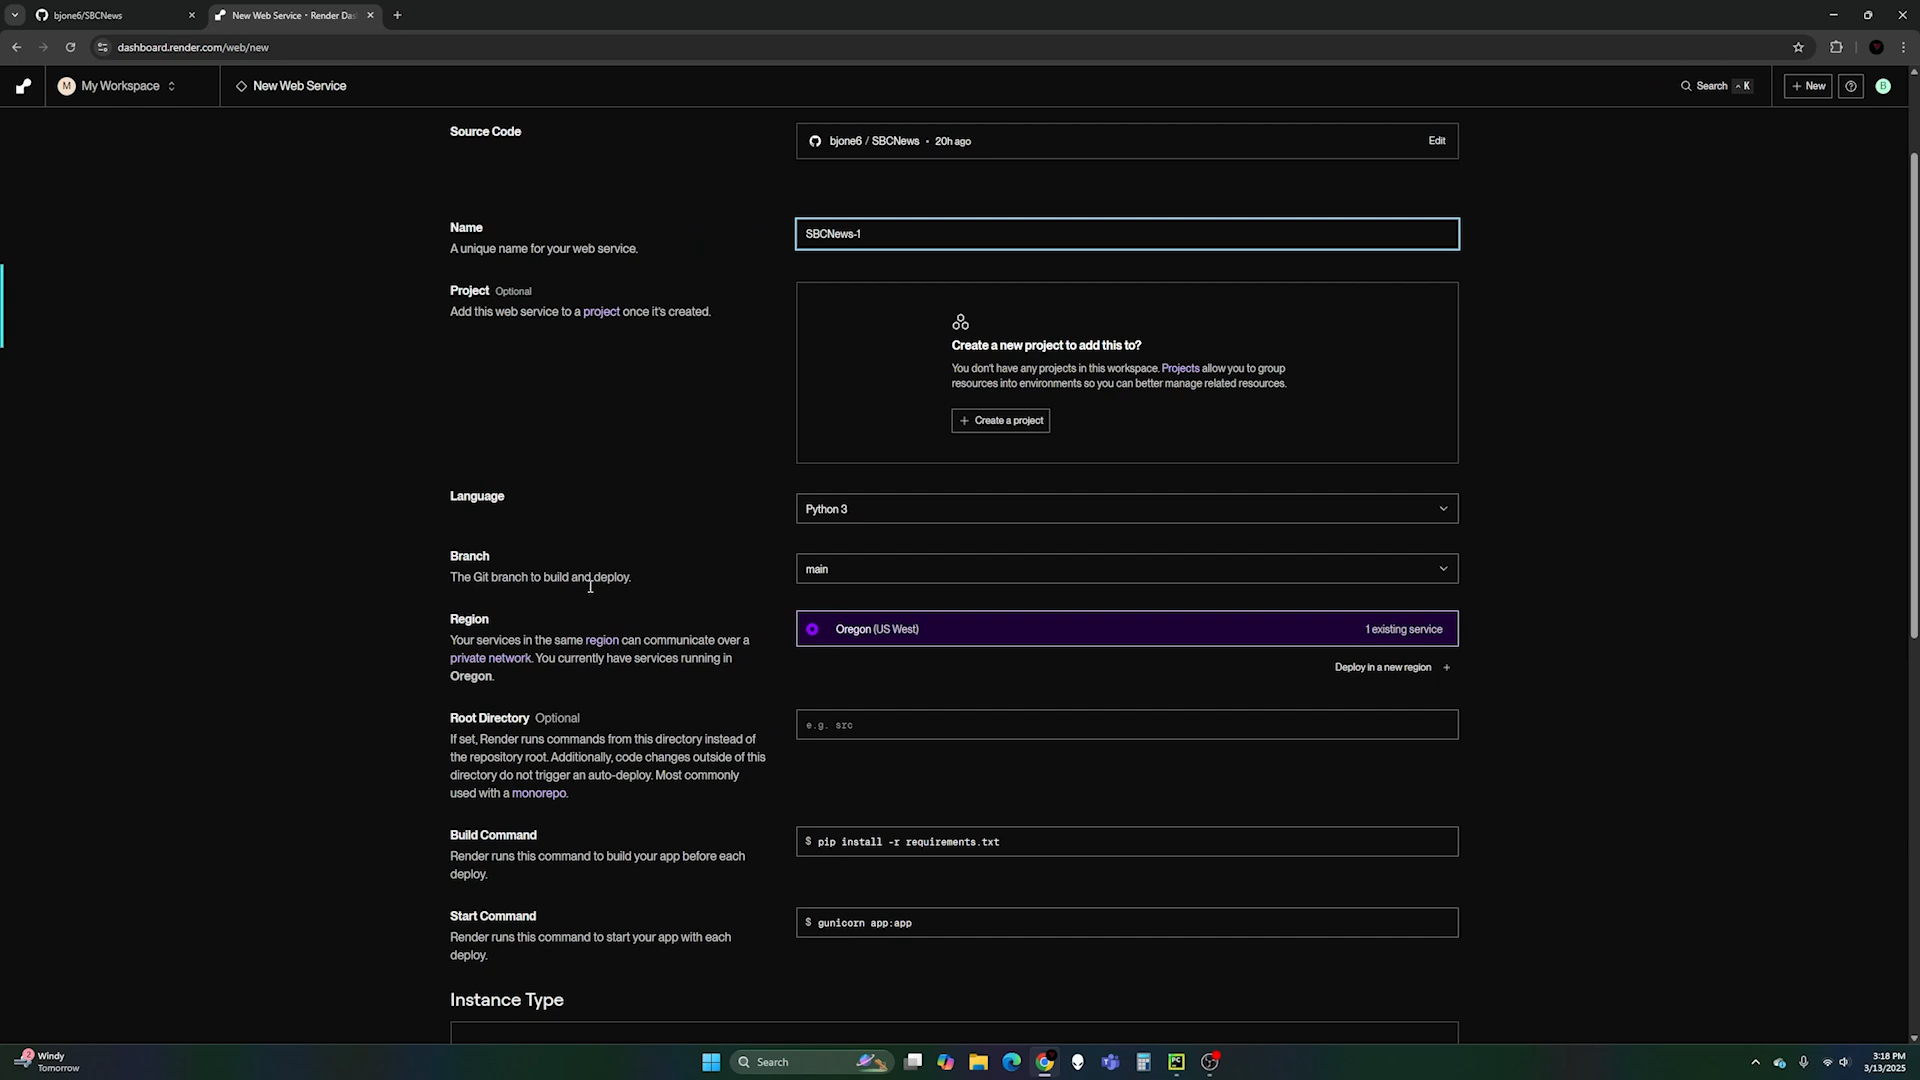 bjone6/SBCNews
New Web Service · Render Das
dashboard.render.com/web/new
M My Workspace
New Web Service
Search K
+ New
B
Source Code
bjone6 / SBCNews • 20h ago
Edit
Name
A unique name for your web service.
SBCNews-1
Project Optional
Add this web service to a project once it's created.
Create a new project to add this to?
You don't have any projects in this workspace. Projects allow you to group
resources into environments so you can better manage related resources.
+ Create a project
Language
Python 3
Branch
The Git branch to build and deploy.
main
Region
Your services in the same region can communicate over a
private network. You currently have services running in
Oregon.
Oregon (US West)
1 existing service
Deploy in a new region +
Root Directory Optional
If set, Render runs commands from this directory instead of
the repository root. Additionally, code changes outside of this
directory do not trigger an auto-deploy. Most commonly
used with a monorepo.
e.g. src
Build Command
Render runs this command to build your app before each
deploy.
$ pip install -r requirements.txt
Start Command
Render runs this command to start your app with each
deploy.
$ gunicorn app:app
Instance Type
2
Windy
Tomorrow
Search
PC
3:18 PM
3/13/2025